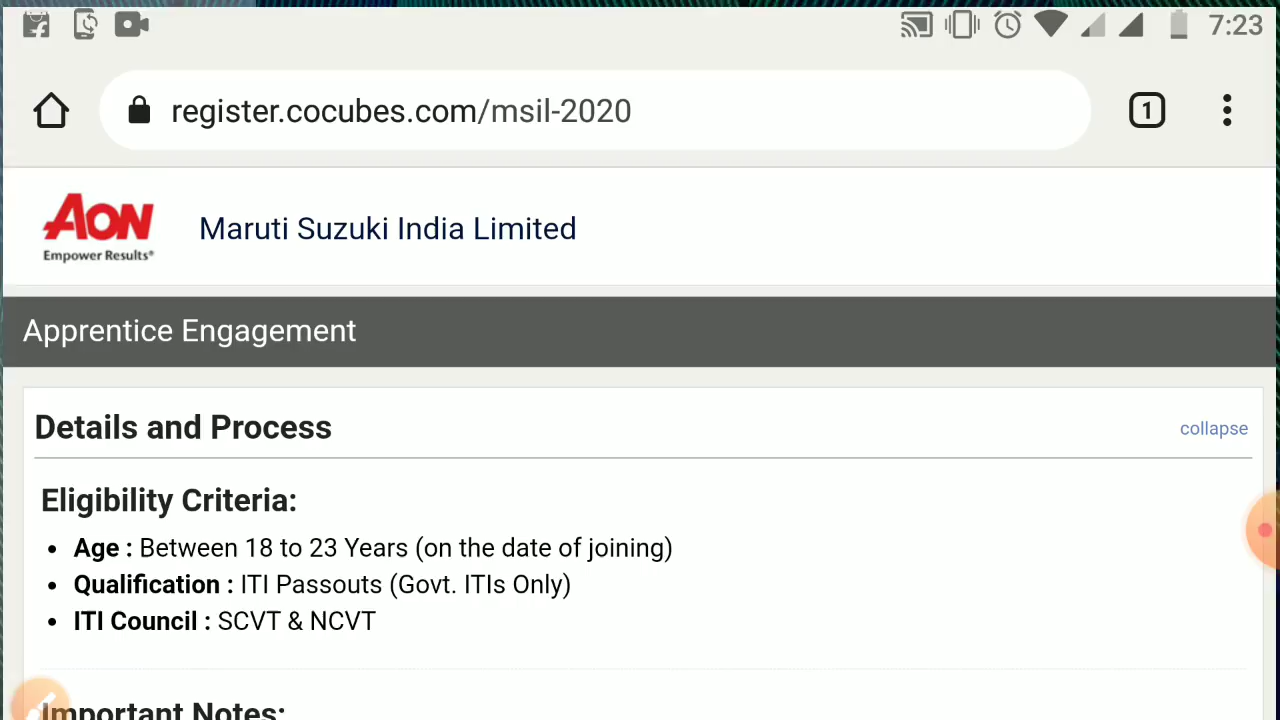 7:23
register.cocubes.com/msil-2020
1
AON
Empower Results®
Maruti Suzuki India Limited
Apprentice Engagement
Details and Process
collapse
Eligibility Criteria:
• Age : Between 18 to 23 Years (on the date of joining)
• Qualification : ITI Passouts (Govt. ITIs Only)
• ITI Council : SCVT & NCVT
Important Notes: